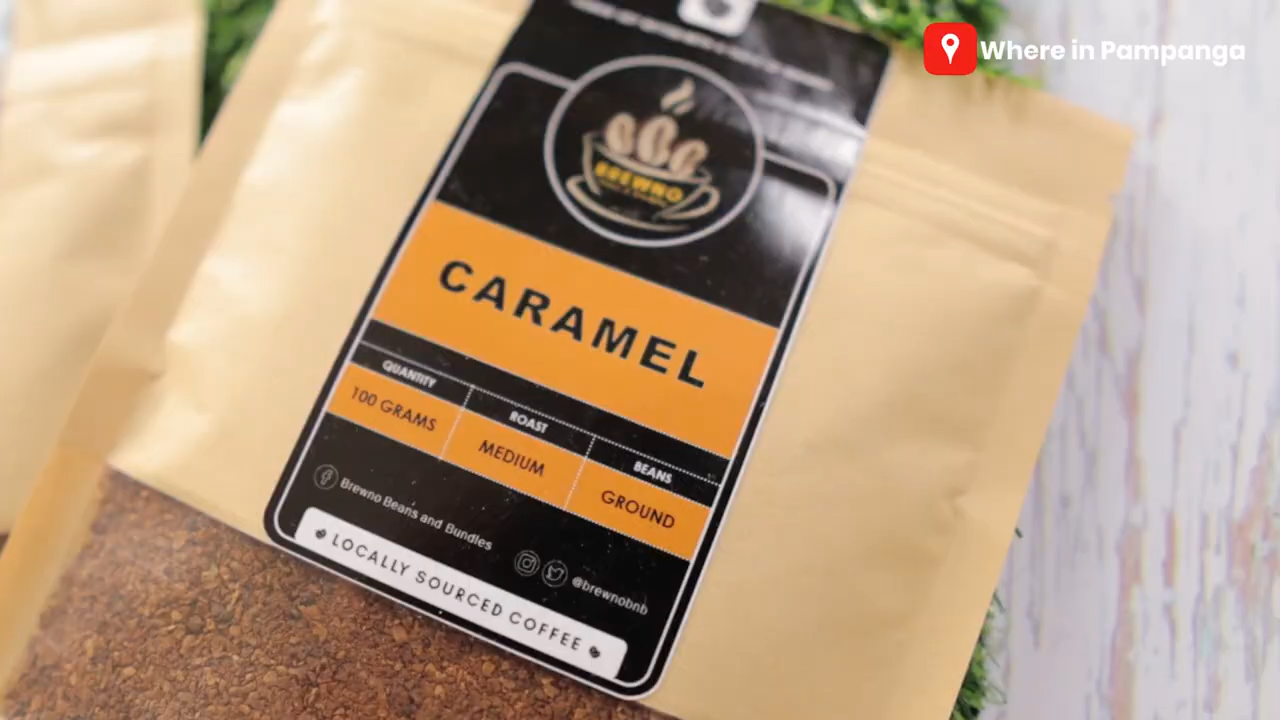 Where in Pampanga
BREWNO
CARAMEL
QUANTITY
100 GRAMS
ROAST
MEDIUM
BEANS
GROUND
Brewno Beans and Bundles
@brewnobnb
LOCALLY SOURCED COFFEE